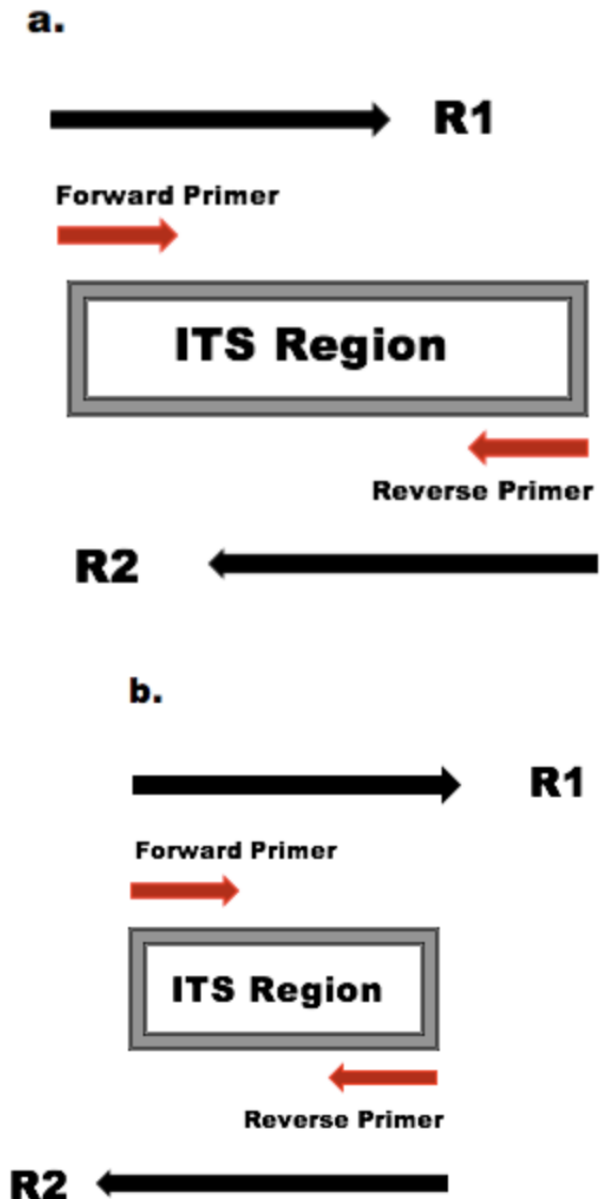 a.
R1
Forward Primer
ITS Region
Reverse Primer
R2
b.
R1
Forward Primer
ITS Region
Reverse Primer
R2